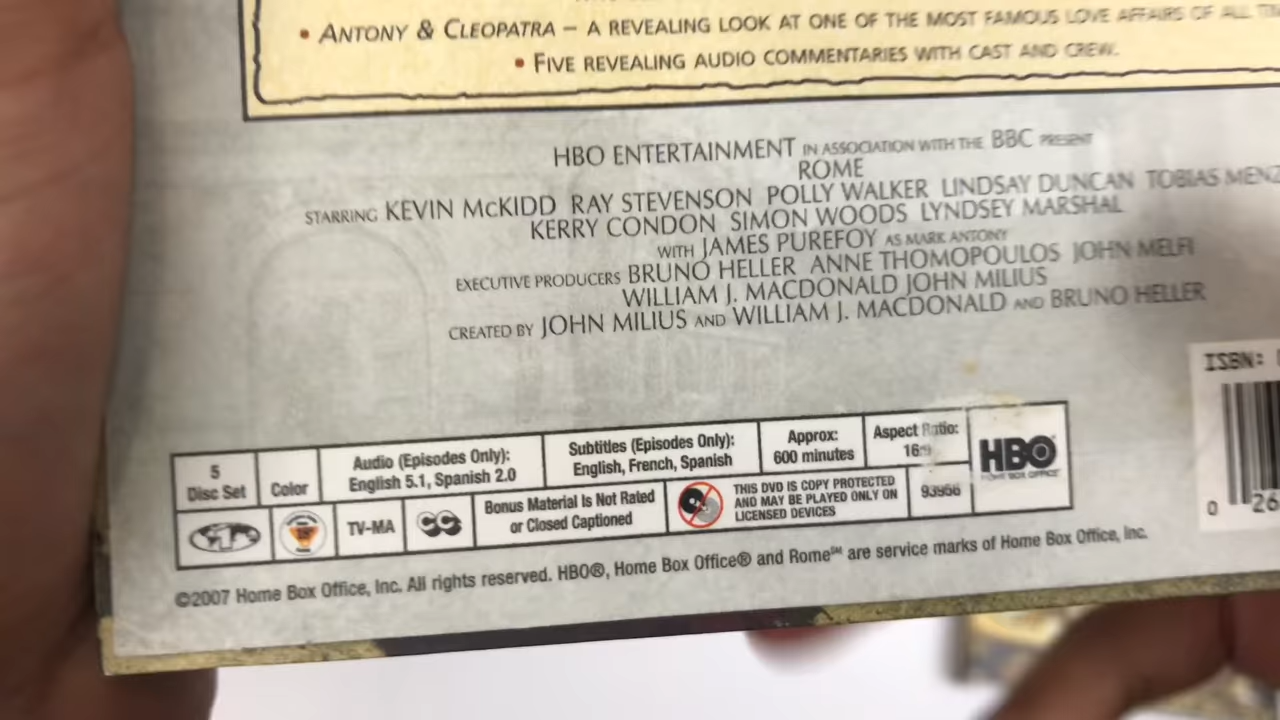 • ANTONY & CLEOPATRA – A REVEALING LOOK AT ONE OF THE MOST FAMOUS LOVE AFFAIRS OF ALL
• FIVE REVEALING AUDIO COMMENTARIES WITH CAST AND CREW.
HBO ENTERTAINMENT IN ASSOCIATION WITH THE BBC PRESENT
ROME
STARRING KEVIN McKIDD RAY STEVENSON POLLY WALKER LINDSAY DUNCAN TOBIAS MENZ
KERRY CONDON SIMON WOODS LYNDSEY MARSHAL
WITH JAMES PUREFOY AS MARK ANTONY
EXECUTIVE PRODUCERS BRUNO HELLER ANNE THOMOPOULOS JOHN MELFI
WILLIAM J. MACDONALD JOHN MILIUS
CREATED BY JOHN MILIUS AND WILLIAM J. MACDONALD AND BRUNO HELLER
ISBN:
5
Disc Set
Color
Audio (Episodes Only):
English 5.1, Spanish 2.0
Subtitles (Episodes Only):
English, French, Spanish
Approx:
600 minutes
Aspect Ratio:
16:9
HBO
HOME BOX OFFICE
TV-MA
CC
Bonus Material Is Not Rated
or Closed Captioned
THIS DVD IS COPY PROTECTED
AND MAY BE PLAYED ONLY ON
LICENSED DEVICES
93966
0 26
©2007 Home Box Office, Inc. All rights reserved. HBO®, Home Box Office® and Rome℠ are service marks of Home Box Office, Inc.